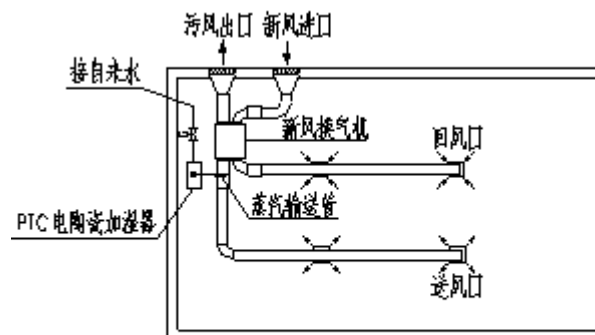 污风出口
新风进口
接自来水
新风换气机
回风口
蒸汽输送管
PTC电陶瓷加湿器
送风口